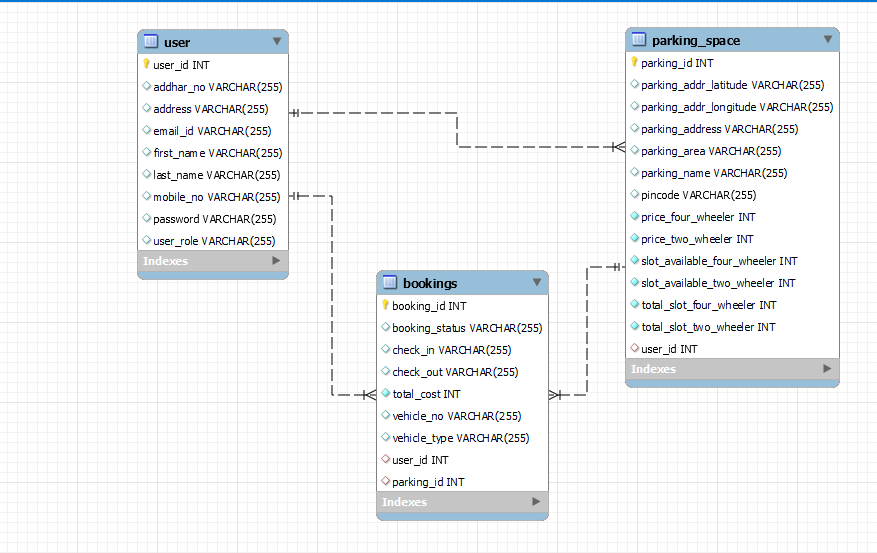 user
user_id INT
addhar_no VARCHAR(255)
address VARCHAR(255)
email_id VARCHAR(255)
first_name VARCHAR(255)
last_name VARCHAR(255)
mobile_no VARCHAR(255)
password VARCHAR(255)
user_role VARCHAR(255)
Indexes
parking_space
parking_id INT
parking_addr_latitude VARCHAR(255)
parking_addr_longitude VARCHAR(255)
parking_address VARCHAR(255)
parking_area VARCHAR(255)
parking_name VARCHAR(255)
pincode VARCHAR(255)
price_four_wheeler INT
price_two_wheeler INT
slot_available_four_wheeler INT
slot_available_two_wheeler INT
total_slot_four_wheeler INT
total_slot_two_wheeler INT
user_id INT
Indexes
bookings
booking_id INT
booking_status VARCHAR(255)
check_in VARCHAR(255)
check_out VARCHAR(255)
total_cost INT
vehicle_no VARCHAR(255)
vehicle_type VARCHAR(255)
user_id INT
parking_id INT
Indexes